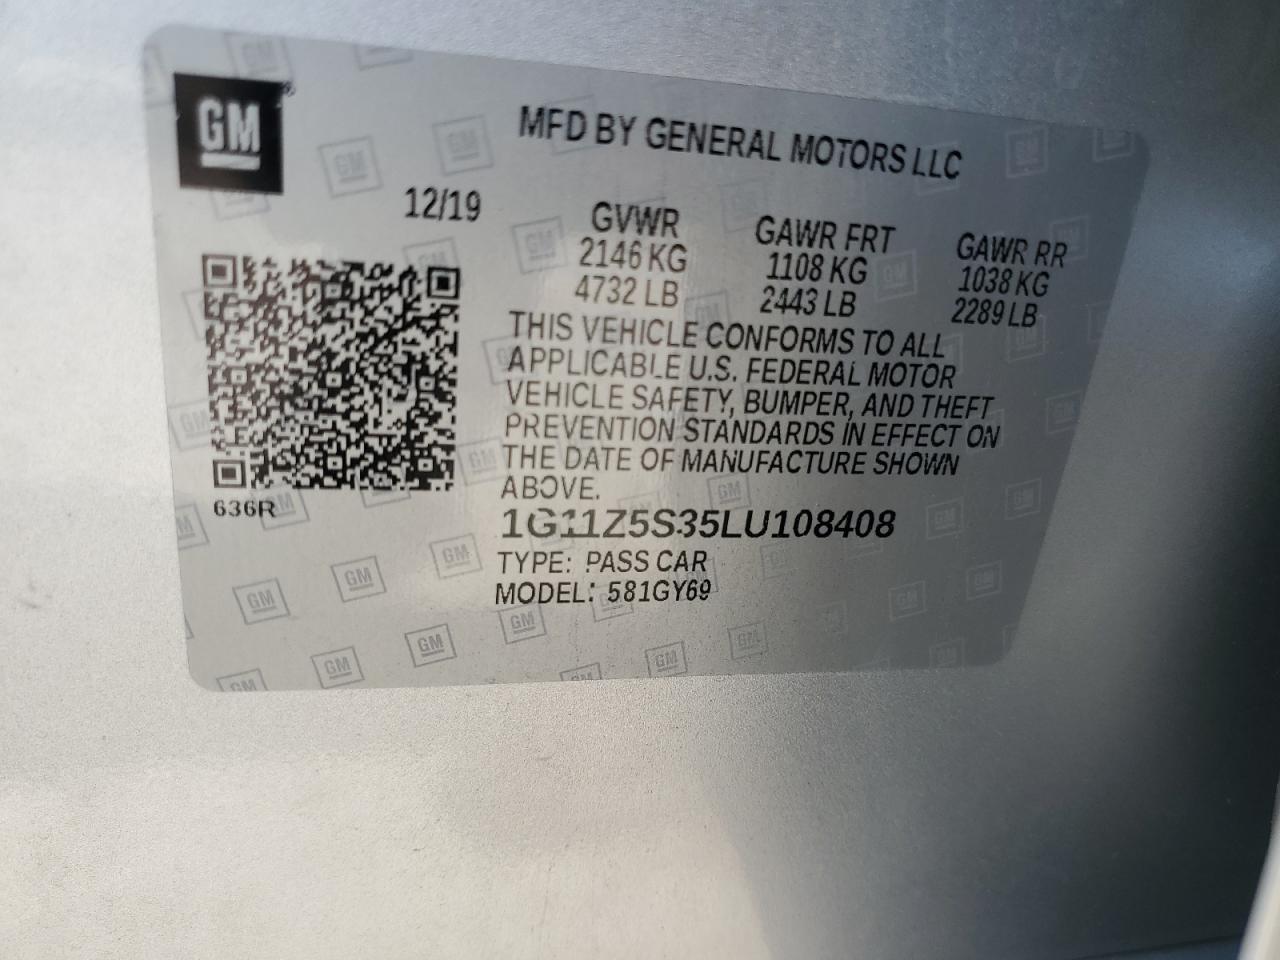 GM
MFD BY GENERAL MOTORS LLC
12/19
GVWR GAWR FRT GAWR RR
2146 KG 1108 KG 1038 KG
4732 LB 2443 LB 2289 LB
THIS VEHICLE CONFORMS TO ALL
APPLICABLE U.S. FEDERAL MOTOR
VEHICLE SAFETY, BUMPER, AND THEFT
PREVENTION STANDARDS IN EFFECT ON
THE DATE OF MANUFACTURE SHOWN
ABOVE.
636R
1G11Z5S35LU108408
TYPE: PASS CAR
MODEL: 581GY69